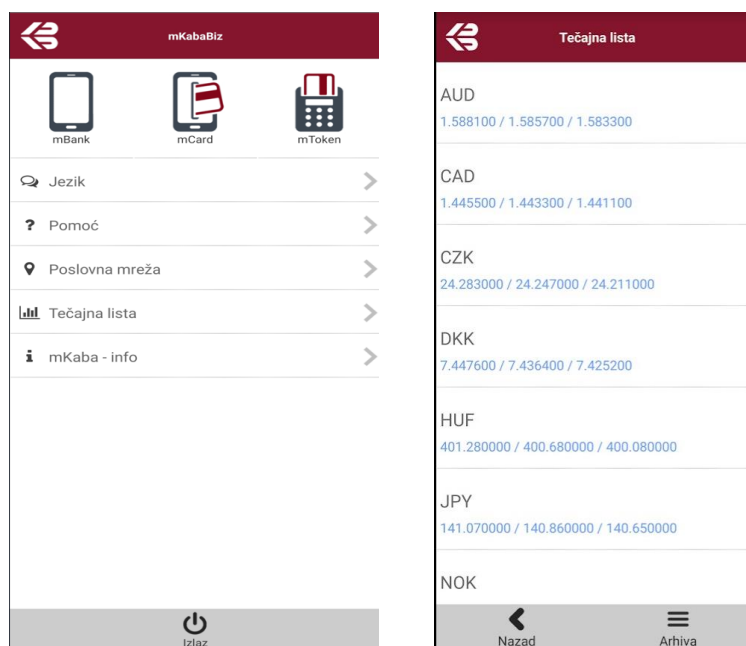 mKabaBiz
mBank
mCard
mToken
Jezik
Pomoć
Poslovna mreža
Tečajna lista
mKaba - info
Izlaz
Tečajna lista
AUD
1.588100 / 1.585700 / 1.583300
CAD
1.445500 / 1.443300 / 1.441100
CZK
24.283000 / 24.247000 / 24.211000
DKK
7.447600 / 7.436400 / 7.425200
HUF
401.280000 / 400.680000 / 400.080000
JPY
141.070000 / 140.860000 / 140.650000
NOK
Nazad
Arhiva